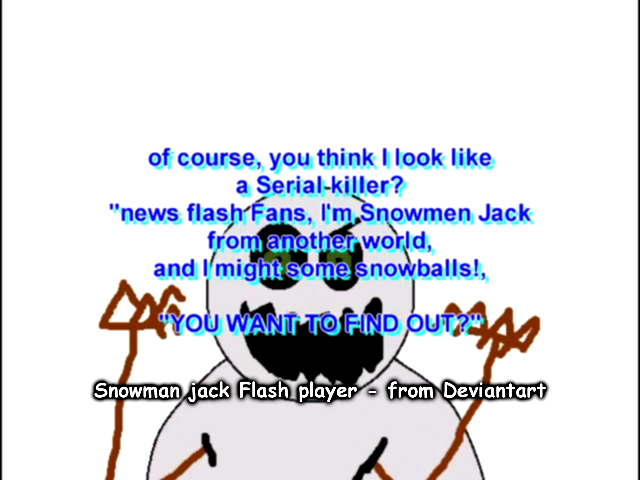 of course, you think I look like
a Serial-killer?
"news flash Fans, I'm Snowmen Jack
from another world,
and I might some snowballs!,
"YOU WANT TO FIND OUT?"
Snowman jack Flash player - from Deviantart